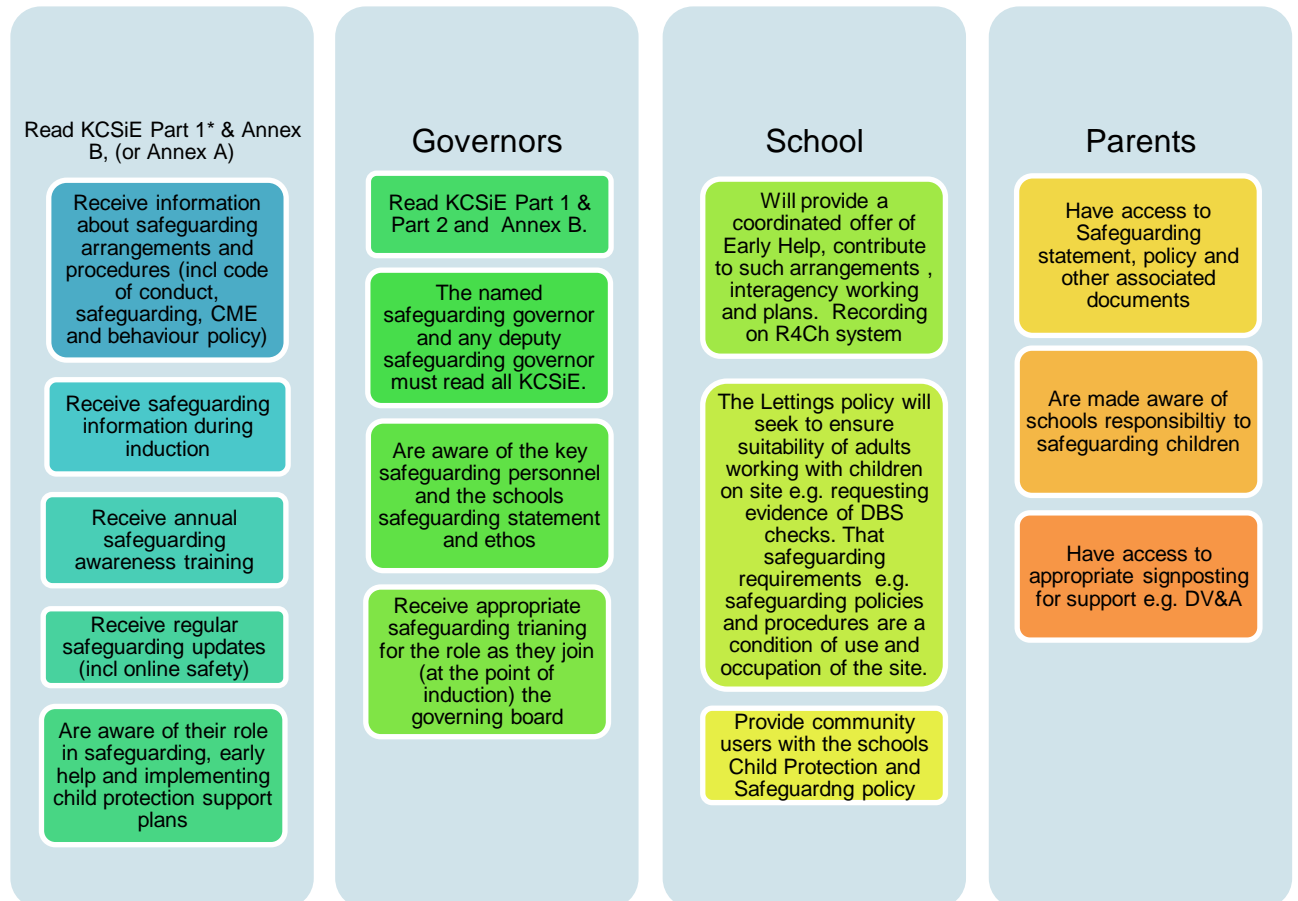 Read KCSiE Part 1* & Annex
B, (or Annex A)
Receive information
about safeguarding
arrangements and
procedures (incl code
of conduct,
safeguarding, CME
and behaviour policy)
Receive safeguarding
information during
induction
Receive annual
safeguarding
awareness training
Receive regular
safeguarding updates
(incl online safety)
Are aware of their role
in safeguarding, early
help and implementing
child protection support
plans
Governors
Read KCSiE Part 1 &
Part 2 and Annex B.
The named
safeguarding governor
and any deputy
safeguarding governor
must read all KCSiE.
Are aware of the key
safeguarding personnel
and the schools
safeguarding statement
and ethos
Receive appropriate
safeguarding trianing
for the role as they join
(at the point of
induction) the
governing board
School
Will provide a
coordinated offer of
Early Help, contribute
to such arrangements ,
interagency working
and plans. Recording
on R4Ch system
The Lettings policy will
seek to ensure
suitability of adults
working with children
on site e.g. requesting
evidence of DBS
checks. That
safeguarding
requirements e.g.
safeguarding policies
and procedures are a
condition of use and
occupation of the site.
Provide community
users with the schools
Child Protection and
Safeguardng policy
Parents
Have access to
Safeguarding
statement, policy and
other associated
documents
Are made aware of
schools responsibiltiy to
safeguarding children
Have access to
appropriate signposting
for support e.g. DV&A